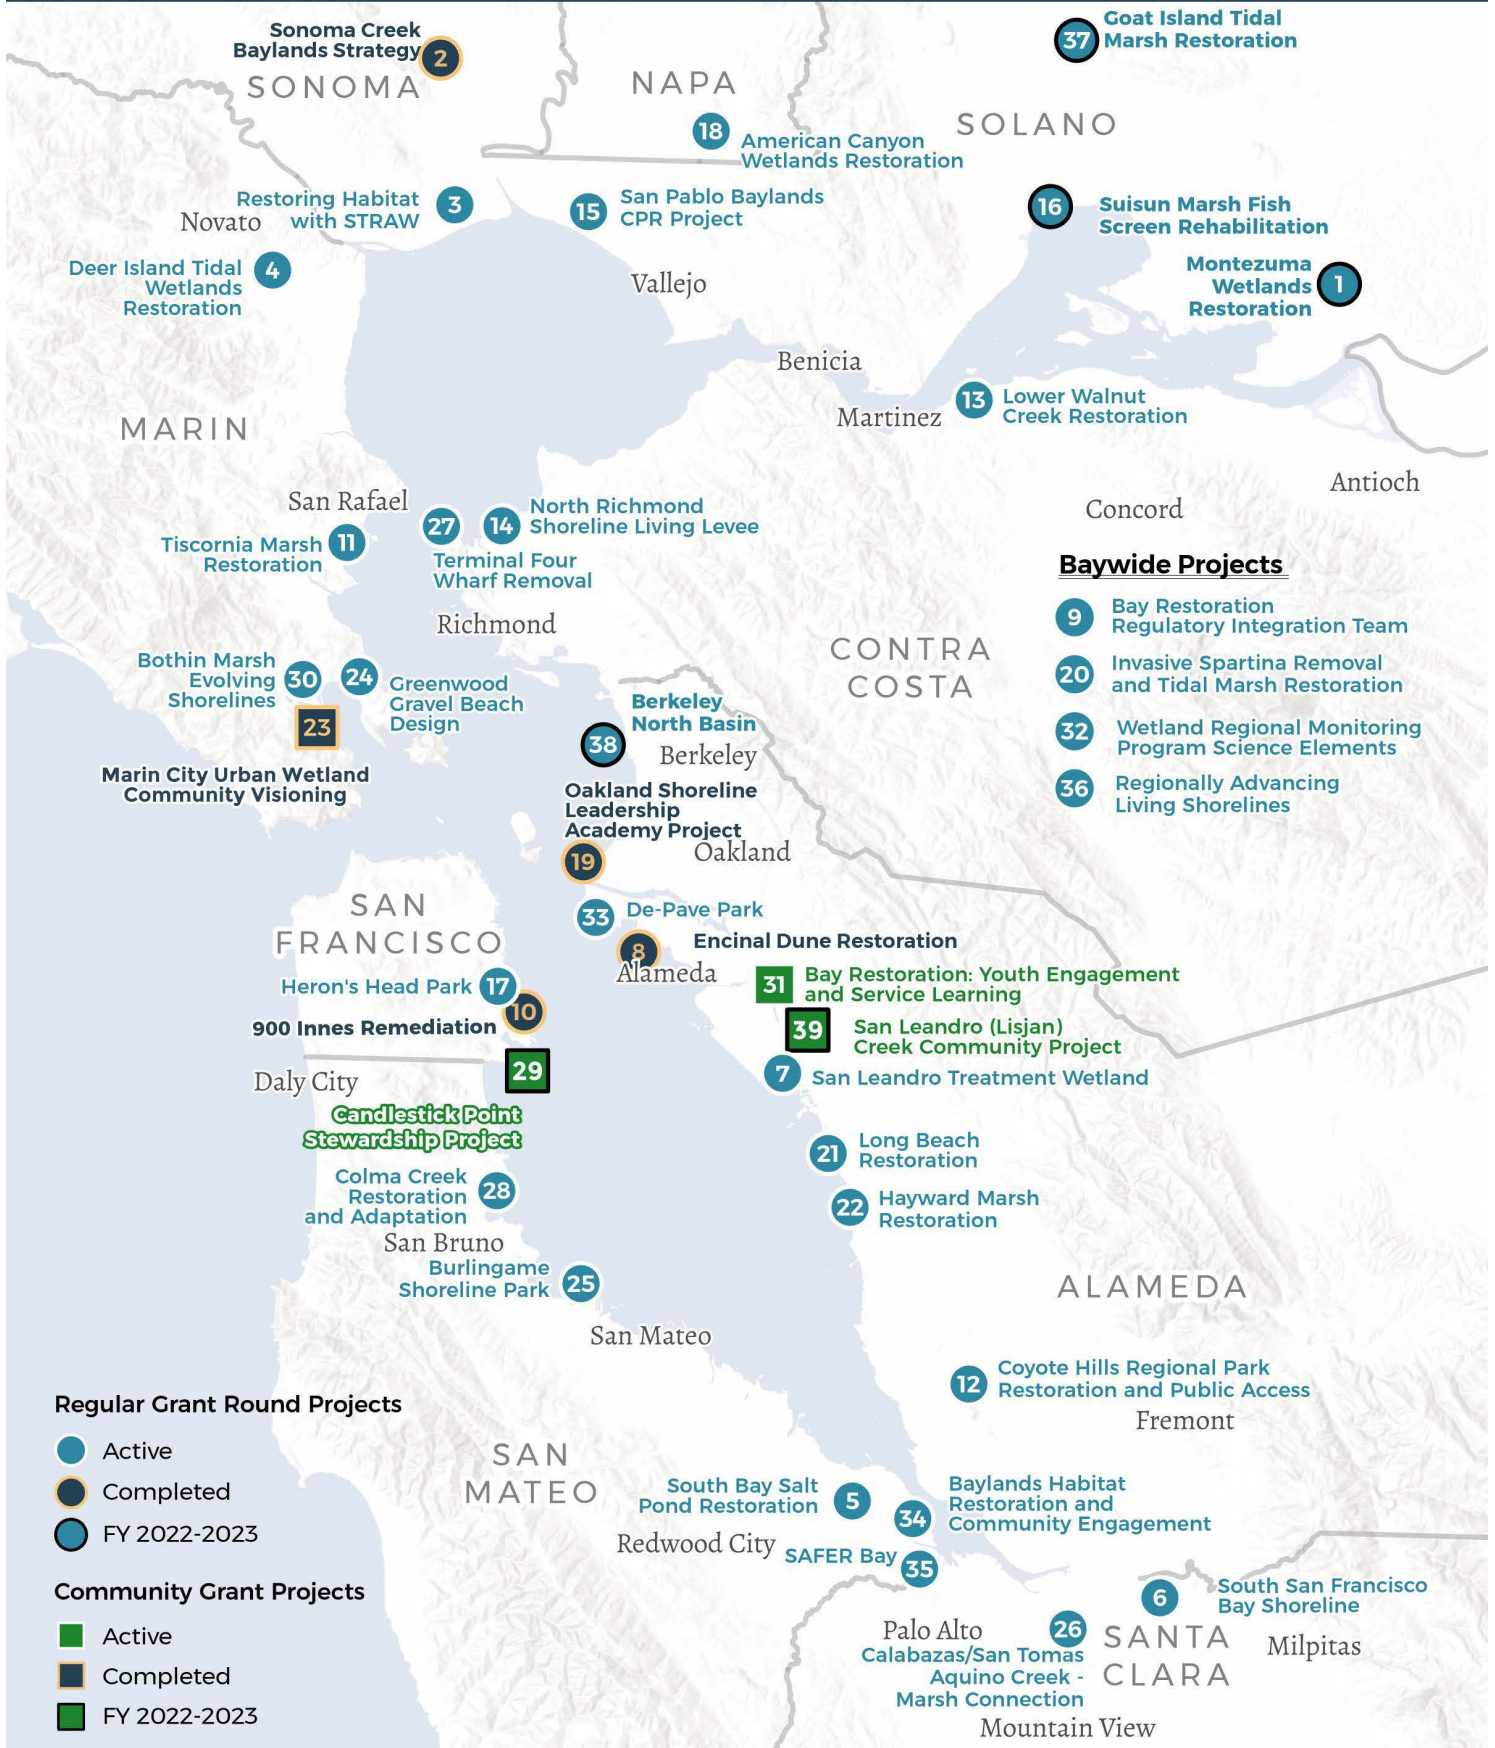 Sonoma Creek
Baylands Strategy
2
SONOMA
NAPA
37
Goat Island Tidal
Marsh Restoration
SOLANO
18
American Canyon
Wetlands Restoration
Restoring Habitat
with STRAW
3
Novato
15
San Pablo Baylands
CPR Project
16
Suisun Marsh Fish
Screen Rehabilitation
Deer Island Tidal
Wetlands
Restoration
4
Vallejo
Montezuma
Wetlands
Restoration
1
Benicia
Martinez
13
Lower Walnut
Creek Restoration
MARIN
Antioch
Concord
San Rafael
27
14
North Richmond
Shoreline Living Levee
Tiscornia Marsh
Restoration
11
Terminal Four
Wharf Removal
Richmond
Baywide Projects
9
Bay Restoration
Regulatory Integration Team
20
Invasive Spartina Removal
and Tidal Marsh Restoration
32
Wetland Regional Monitoring
Program Science Elements
36
Regionally Advancing
Living Shorelines
CONTRA
COSTA
Bothin Marsh
Evolving
Shorelines
30
24
Greenwood
Gravel Beach
Design
23
Marin City Urban Wetland
Community Visioning
Berkeley
North Basin
38
Berkeley
Oakland Shoreline
Leadership
Academy Project
Oakland
19
SAN
FRANCISCO
33
De-Pave Park
8
Encinal Dune Restoration
Alameda
Heron's Head Park
17
10
900 Innes Remediation
31
Bay Restoration: Youth Engagement
and Service Learning
39
San Leandro (Lisjan)
Creek Community Project
7
San Leandro Treatment Wetland
Daly City
29
Candlestick Point
Stewardship Project
21
Long Beach
Restoration
Colma Creek
Restoration
and Adaptation
28
22
Hayward Marsh
Restoration
San Bruno
Burlingame
Shoreline Park
25
ALAMEDA
San Mateo
12
Coyote Hills Regional Park
Restoration and Public Access
Fremont
Regular Grant Round Projects
Active
Completed
FY 2022-2023
Community Grant Projects
Active
Completed
FY 2022-2023
SAN
MATEO
South Bay Salt
Pond Restoration
5
34
Baylands Habitat
Restoration and
Community Engagement
Redwood City
SAFER Bay
35
6
South San Francisco
Bay Shoreline
Palo Alto
26
SANTA
CLARA
Milpitas
Calabazas/San Tomas
Aquino Creek -
Marsh Connection
Mountain View